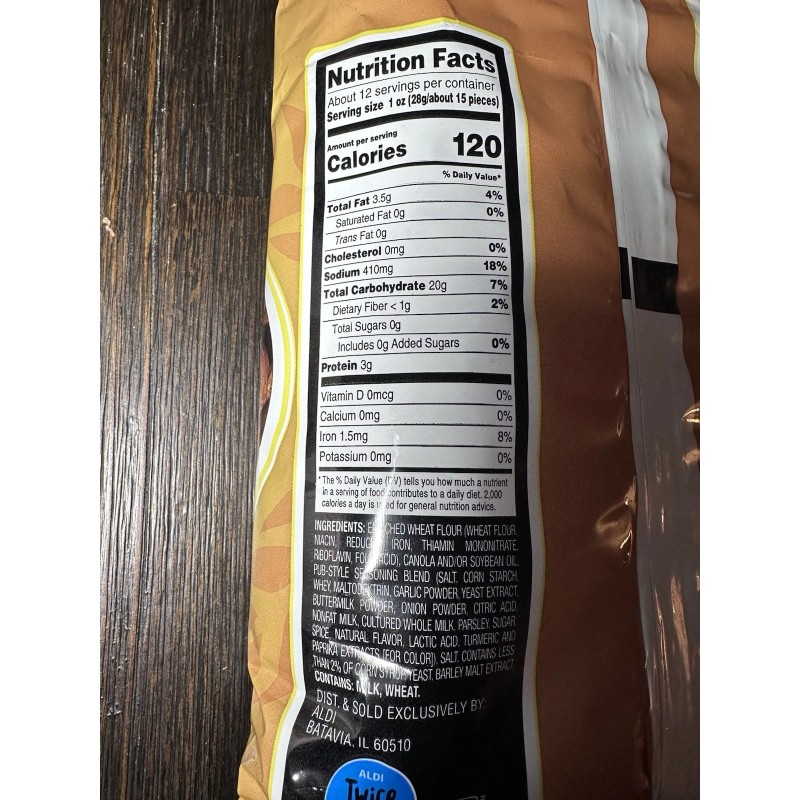 Nutrition Facts
About 12 servings per container
Serving size 1 oz (28g/about 15 pieces)
Amount per serving
Calories 120
% Daily Value*
Total Fat 3.5g 4%
Saturated Fat 0g 0%
Trans Fat 0g
Cholesterol 0mg 0%
Sodium 410mg 18%
Total Carbohydrate 20g 7%
Dietary Fiber < 1g 2%
Total Sugars 0g
Includes 0g Added Sugars 0%
Protein 3g
Vitamin D 0mcg 0%
Calcium 0mg 0%
Iron 1.5mg 8%
Potassium 0mg 0%
*The % Daily Value (DV) tells you how much a nutrient
in a serving of food contributes to a daily diet. 2,000
calories a day is used for general nutrition advice.
INGREDIENTS: ENRICHED WHEAT FLOUR (WHEAT FLOUR,
NIACIN, REDUCED IRON, THIAMIN MONONITRATE,
RIBOFLAVIN, FOLIC ACID), CANOLA AND/OR SOYBEAN OIL,
PUB-STYLE SEASONING BLEND (SALT, CORN STARCH,
WHEY, MALTODEXTRIN, GARLIC POWDER, YEAST EXTRACT,
BUTTERMILK POWDER, ONION POWDER, CITRIC ACID,
NONFAT MILK, CULTURED WHOLE MILK, PARSLEY, SUGAR,
SPICE, NATURAL FLAVOR, LACTIC ACID, TURMERIC AND
PAPRIKA EXTRACTS [FOR COLOR]), SALT. CONTAINS LESS
THAN 2% OF CORN SYRUP, YEAST, BARLEY MALT EXTRACT.
CONTAINS: MILK, WHEAT.
DIST. & SOLD EXCLUSIVELY BY:
ALDI
BATAVIA, IL 60510
ALDI
Twice